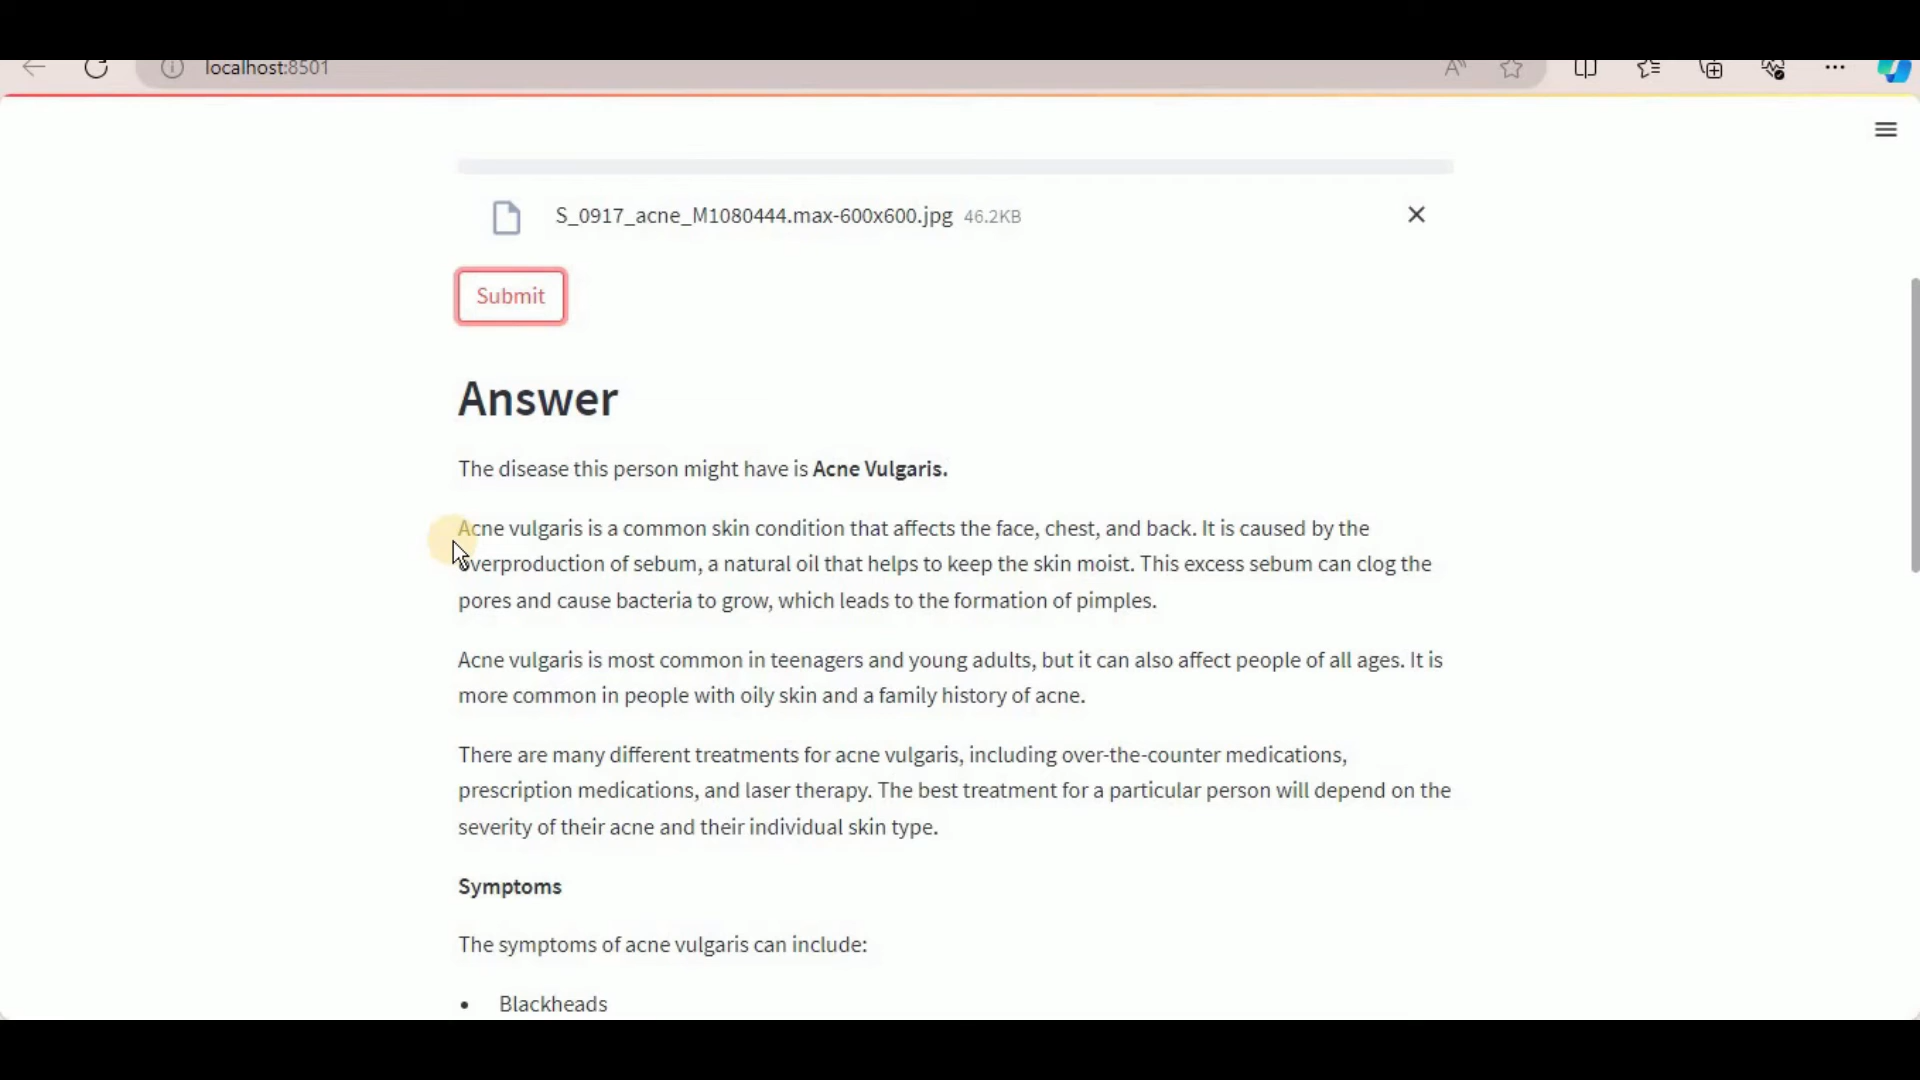 localhost:8501
S_0917_acne_M1080444.max-600x600.jpg 46.2KB
Submit
Answer
The disease this person might have is Acne Vulgaris.
Acne vulgaris is a common skin condition that affects the face, chest, and back. It is caused by the
overproduction of sebum, a natural oil that helps to keep the skin moist. This excess sebum can clog the
pores and cause bacteria to grow, which leads to the formation of pimples.
Acne vulgaris is most common in teenagers and young adults, but it can also affect people of all ages. It is
more common in people with oily skin and a family history of acne.
There are many different treatments for acne vulgaris, including over-the-counter medications,
prescription medications, and laser therapy. The best treatment for a particular person will depend on the
severity of their acne and their individual skin type.
Symptoms
The symptoms of acne vulgaris can include:
• Blackheads